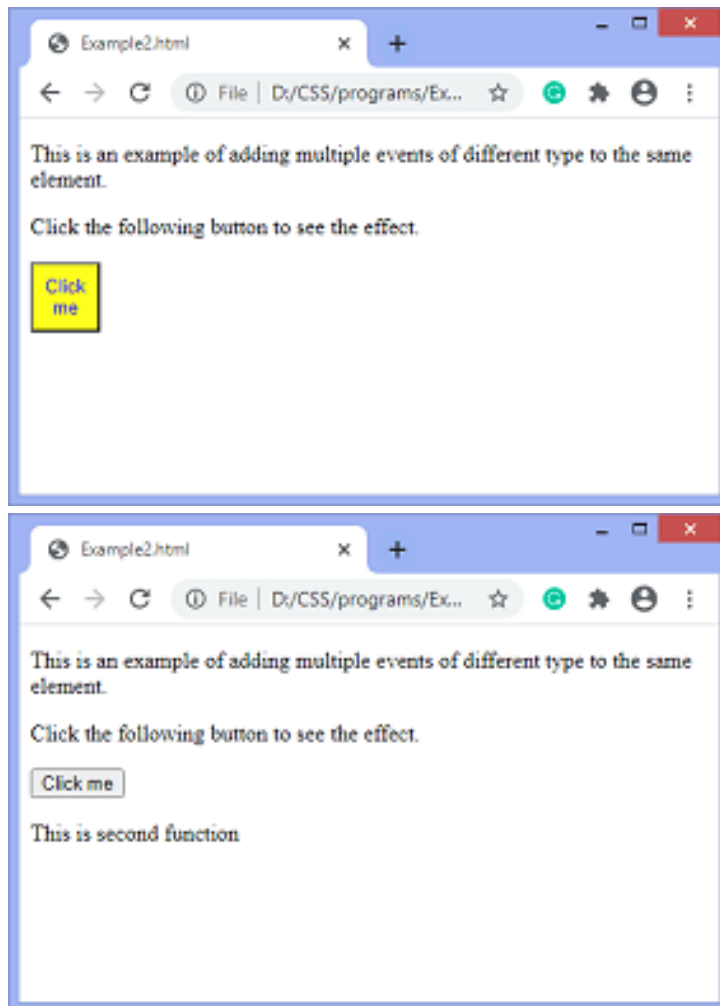 Example2.html
File | D:/CSS/programs/Ex...
This is an example of adding multiple events of different type to the same
element.
Click the following button to see the effect.
Click
me
Example2.html
File | D:/CSS/programs/Ex...
This is an example of adding multiple events of different type to the same
element.
Click the following button to see the effect.
Click me
This is second function